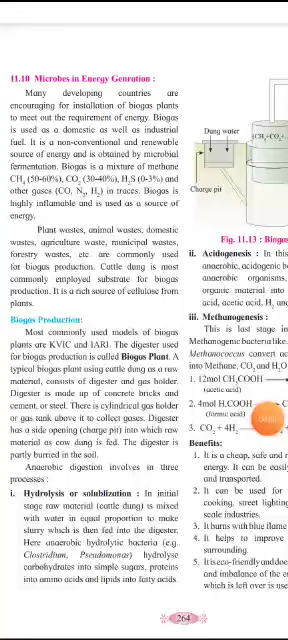 11.10 Microbes in Energy Genration :
Many developing countries are
encouraging for installation of biogas plants
to meet out the requirement of energy. Biogas
is used as a domestic as well as industrial
fuel. It is a non-conventional and renewable
source of energy and is obtained by microbial
fermentation. Biogas is a mixture of methane
CH₄ (50-60%), CO₂ (30-40%), H₂S (0-3%) and
other gases (CO, N₂, H₂) in traces. Biogas is
highly inflamable and is used as a source of
energy.
Plant wastes, animal wastes, domestic
wastes, agriculture waste, municipal wastes,
forestry wastes, etc. are commonly used
for biogas production. Cattle dung is most
commonly employed substrate for biogas
production. It is a rich source of cellulose from
plants.
Biogas Production:
Most commonly used models of biogas
plants are KVIC and IARI. The digester used
for biogas production is called Biogas Plant. A
typical biogas plant using cattle dung as a raw
material, consists of digester and gas holder.
Digester is made up of concrete bricks and
cement, or steel. There is cylindrical gas holder
or gas tank above it to collect gases. Digester
has a side opening (charge pit) into which raw
material as cow dung is fed. The digester is
partly burried in the soil.
Anaerobic digestion involves in three
processes :
i. Hydrolysis or solublization : In initial
stage raw material (cattle dung) is mixed
with water in equal proportion to make
slurry which is then fed into the digester.
Here anaerobic hydrolytic bacteria (e.g.
Clostridium, Pseudomonas) hydrolyse
carbohydrates into simple sugars, proteins
into amino acids and lipids into fatty acids.
Dung water
(CH₄+CO₂+
Charge pit
Fig. 11.13 : Biogas
ii. Acidogenesis : In this
anaerobic, acidogenic b
anaerobic organisms,
organic material into
acid, acetic acid, H₂ an
iii. Methanogenesis :
This is last stage in
Methanogenic bacteria like
Methanococcus convert ac
into Methane, CO₂ and H₂O
1. 12mol CH₃COOH
(acetic acid)
2. 4mol H.COOH C
(formic acid)
3. CO₂ + 4H₂
Benefits:
1. It is a cheap, safe and r
energy. It can be easily
and transported.
2. It can be used for
cooking, street lighting
scale industries.
3. It burns with blue flame
4. It helps to improve
surrounding.
5. It is eco-friendly and doe
and imbalance of the e
which is left over is use
264